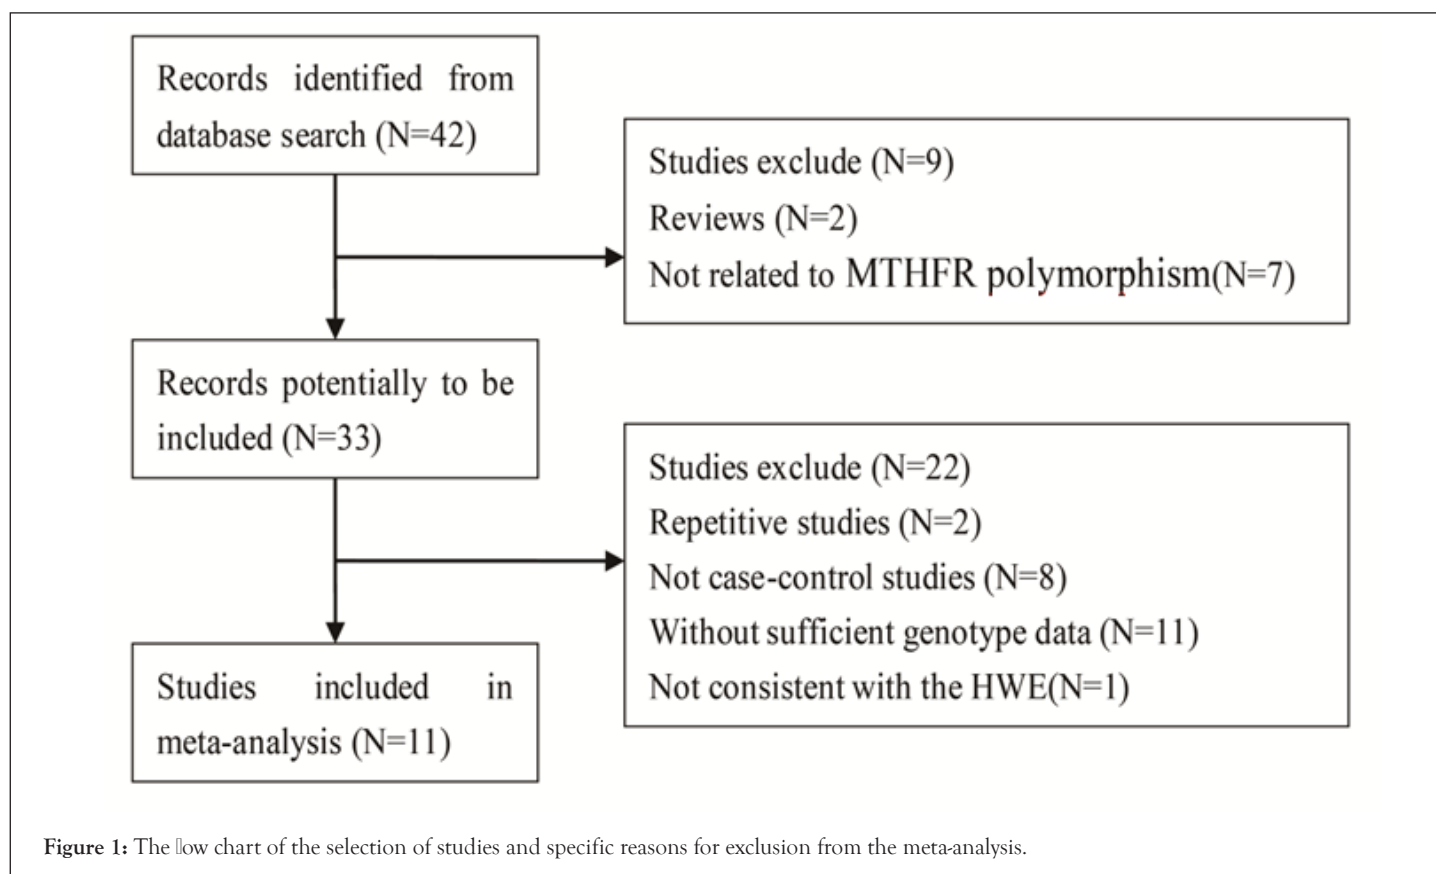 Records identified from
database search (N=42)
Studies exclude (N=9)
Reviews (N=2)
Not related to MTHFR polymorphism(N=7)
Records potentially to be
included (N=33)
Studies exclude (N=22)
Repetitive studies (N=2)
Not case-control studies (N=8)
Without sufficient genotype data (N=11)
Not consistent with the HWE(N=1)
Studies included in
meta-analysis (N=11)
Figure 1: The low chart of the selection of studies and specific reasons for exclusion from the meta-analysis.